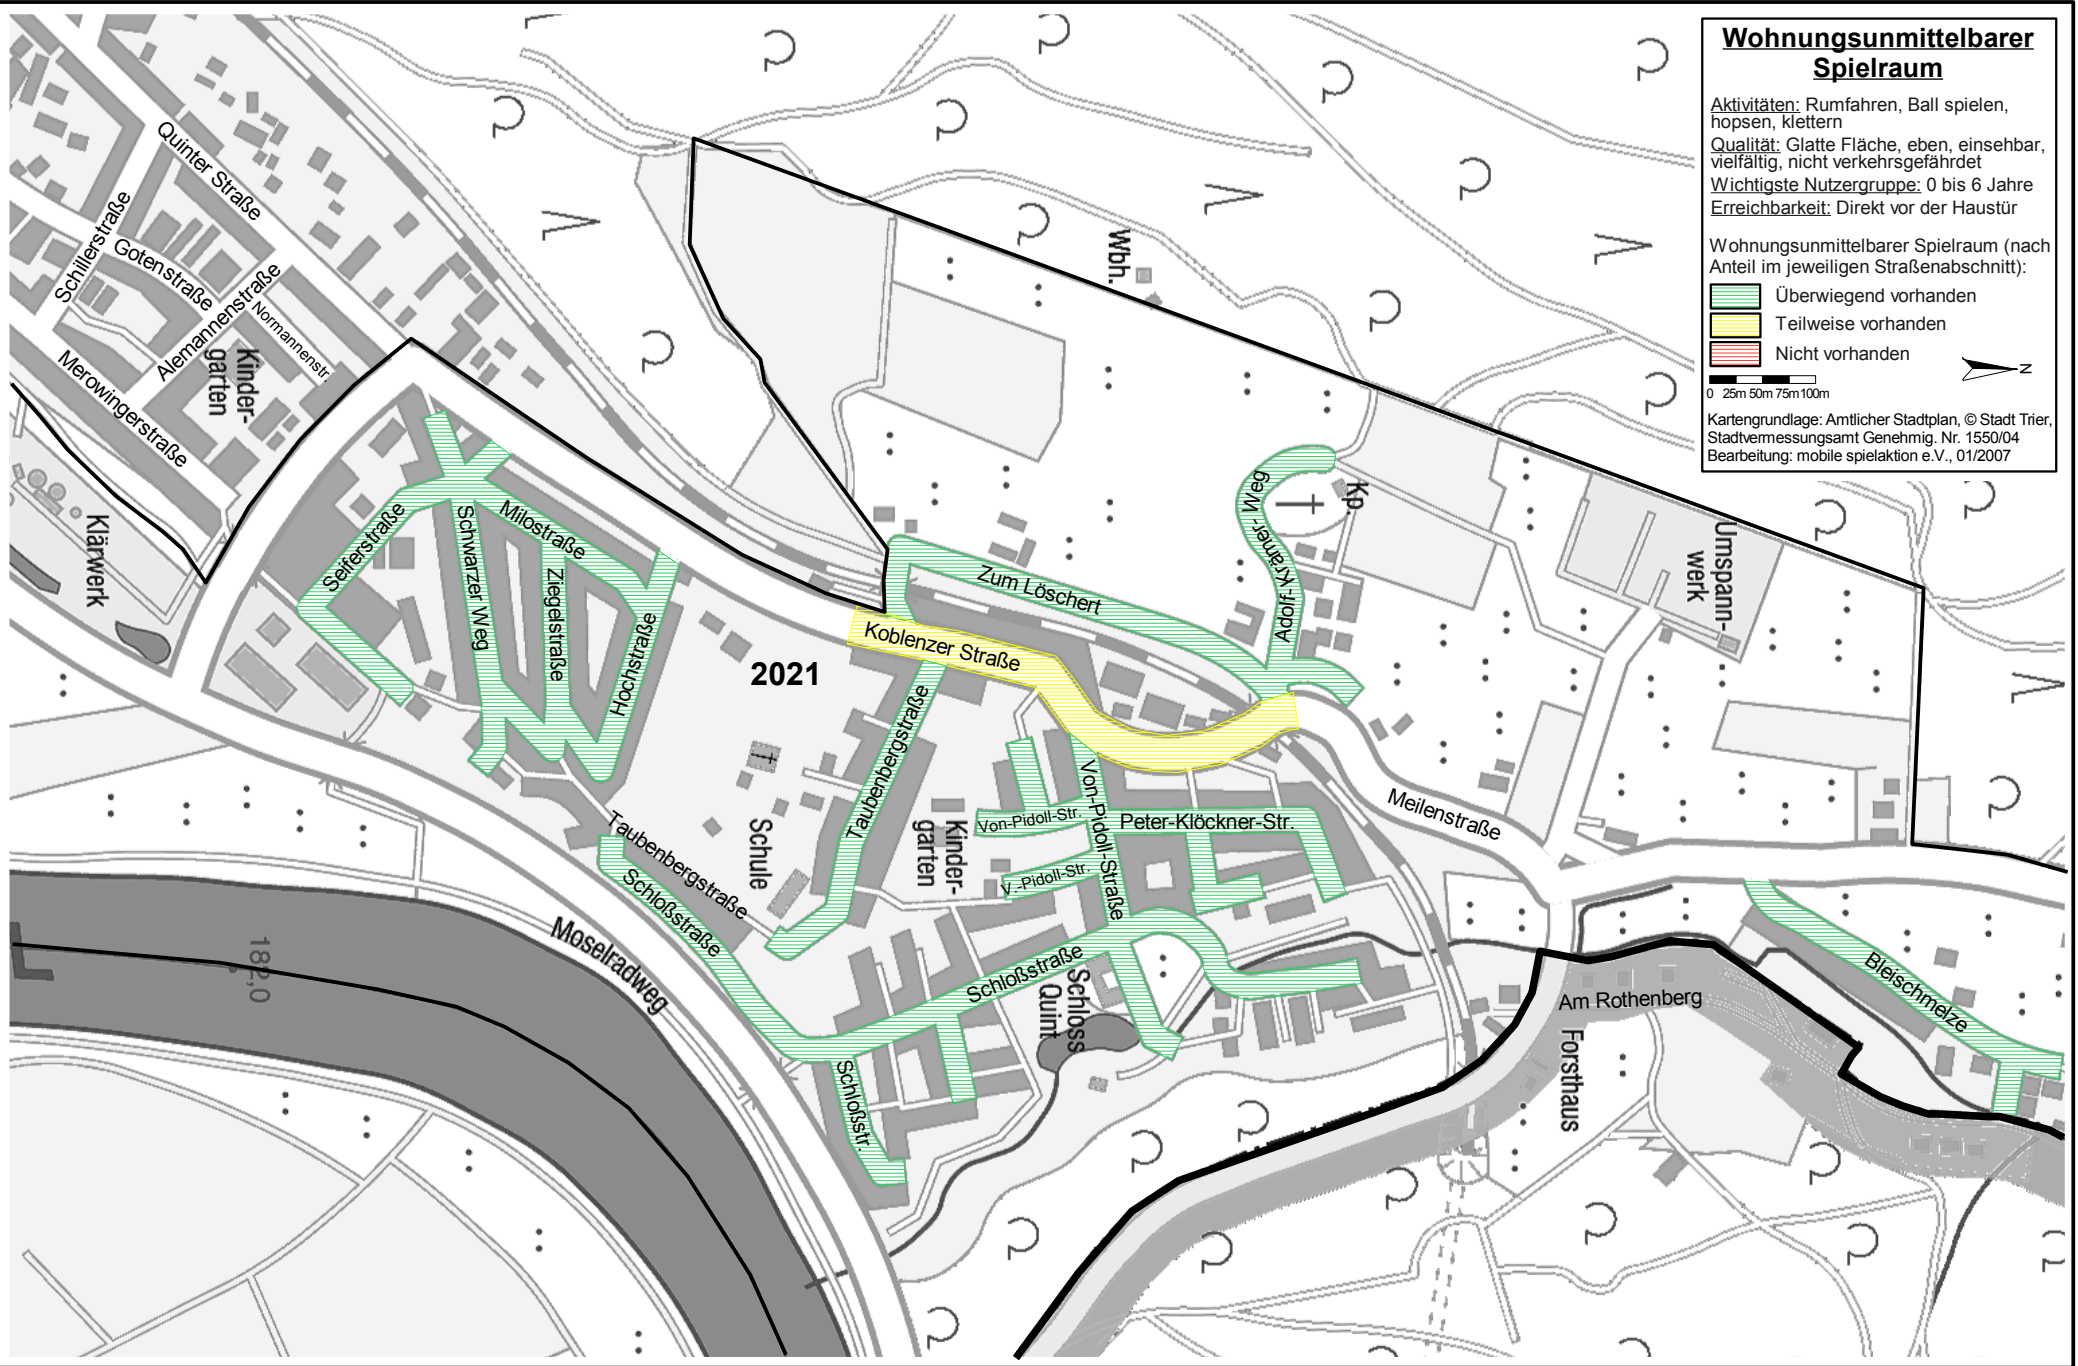 Wohnungsunmittelbarer
Spielraum
Aktivitäten: Rumfahren, Ball spielen,
hopsen, klettern
Qualität: Glatte Fläche, eben, einsehbar,
vielfältig, nicht verkehrsgefährdet
Wichtigste Nutzergruppe: 0 bis 6 Jahre
Erreichbarkeit: Direkt vor der Haustür
Wohnungsunmittelbarer Spielraum (nach
Anteil im jeweiligen Straßenabschnitt):
Überwiegend vorhanden
Teilweise vorhanden
Nicht vorhanden
N
0 25m 50m 75m 100m
Kartengrundlage: Amtlicher Stadtplan, © Stadt Trier,
Stadtvermessungsamt Genehmig. Nr. 1550/04
Bearbeitung: mobile spielaktion e.V., 01/2007
Quinter Straße
Schillerstraße
Gotenstraße
Alemannenstraße
Normannenstr.
Merowingerstraße
Kinder-
garten
Klärwerk
Wbh.
Kp.
Umspann-
werk
Seiferstraße
Schwarzer Weg
Milostraße
Ziegelstraße
Hochstraße
2021
Zum Löschert
Adolf-Krämer-Weg
Koblenzer Straße
Taubenbergstraße
Schule
Kinder-
garten
Von-Pidoll-Str.
Von-Pidoll-Straße
V.-Pidoll-Str.
Peter-Klöckner-Str.
Meilenstraße
Taubenbergstraße
Schloßstraße
Moselradweg
182,0
Schloßstraße
Schloss
Quint
Schloßstr.
Am Rothenberg
Forsthaus
Bleischmelze